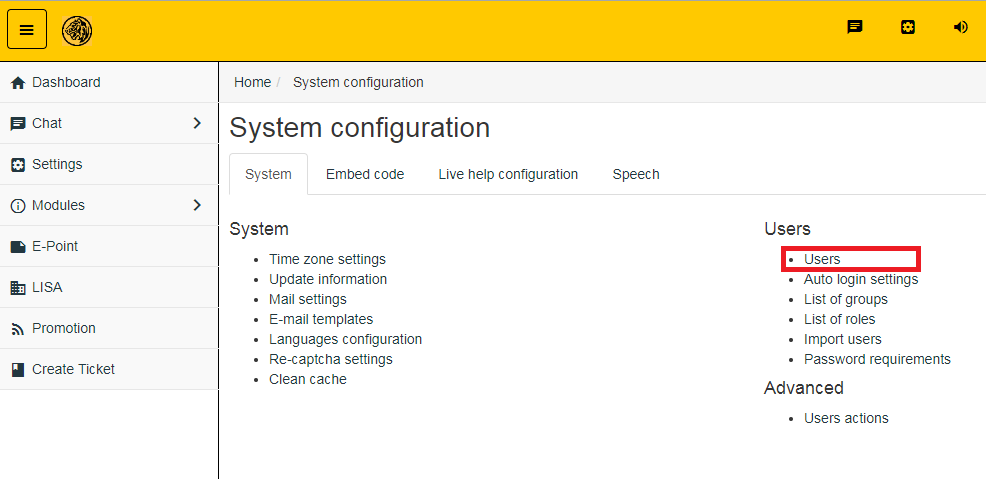 Dashboard
Chat
Settings
Modules
E-Point
LISA
Promotion
Create Ticket
Home / System configuration
System configuration
System Embed code Live help configuration Speech
System
Time zone settings
Update information
Mail settings
E-mail templates
Languages configuration
Re-captcha settings
Clean cache
Users
Users
Auto login settings
List of groups
List of roles
Import users
Password requirements
Advanced
Users actions